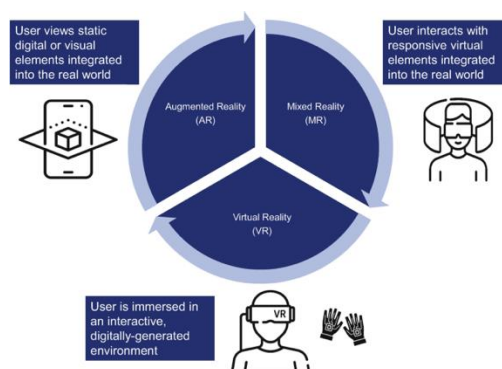 User views static
digital or visual
elements integrated
into the real world
User interacts with
responsive virtual
elements integrated
into the real world
Augmented Reality
(AR)
Mixed Reality
(MR)
Virtual Reality
(VR)
User is immersed in
an interactive,
digitally-generated
environment
VR